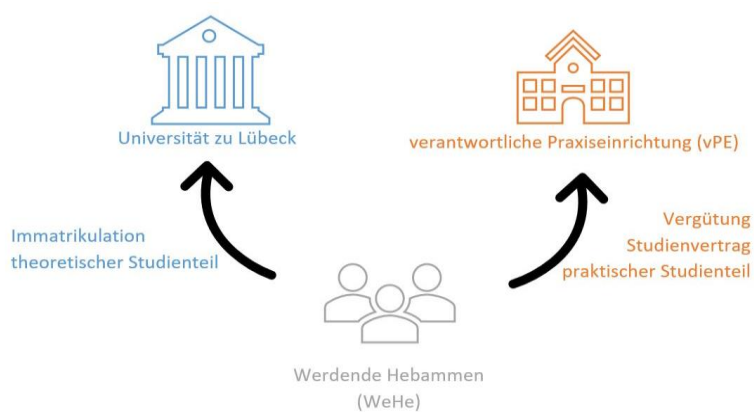 Universität zu Lübeck
verantwortliche Praxiseinrichtung (vPE)
Immatrikulation
theoretischer Studienteil
Vergütung
Studienvertrag
praktischer Studienteil
Werdende Hebammen
(WeHe)